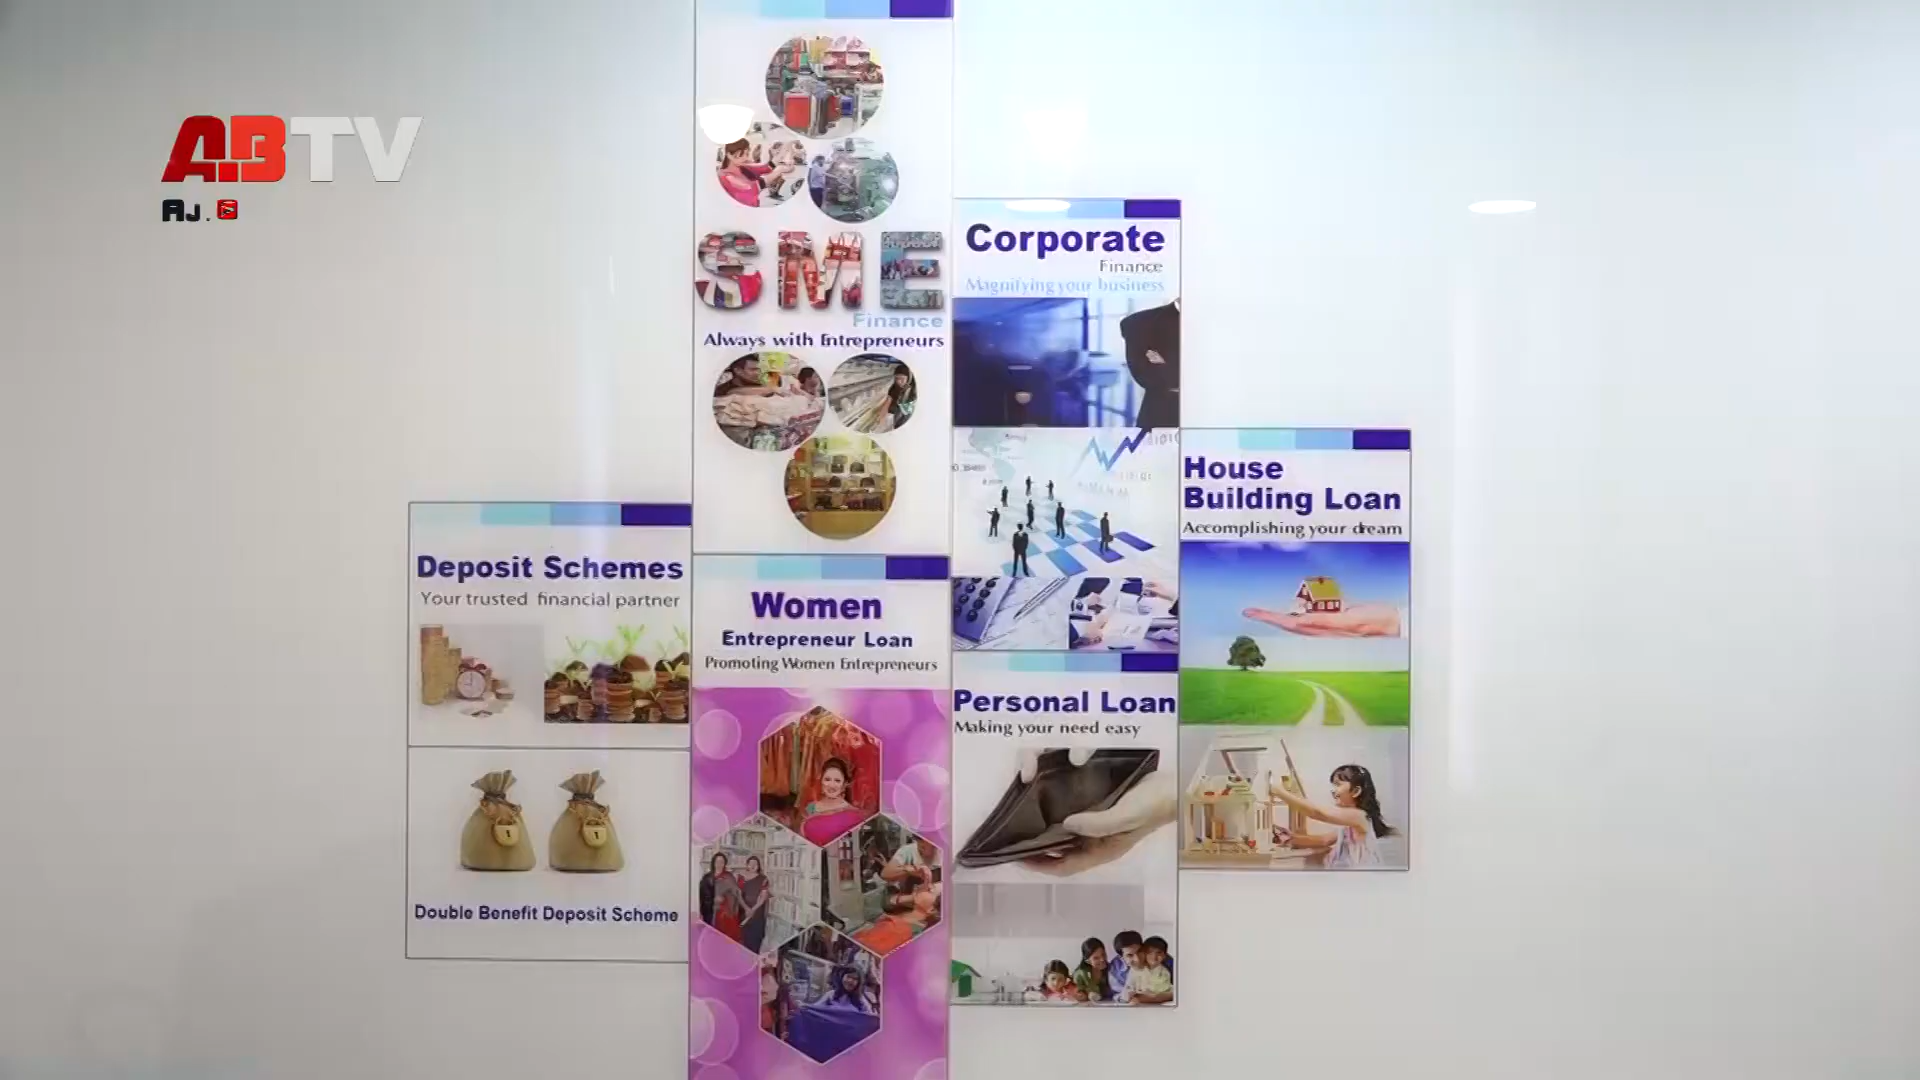 ABTV
AJ.
SME
Finance
Always with Entrepreneurs
Corporate
Finance
Magnifying your business
House
Building Loan
Accomplishing your dream
Deposit Schemes
Your trusted financial partner
Double Benefit Deposit Scheme
Women
Entrepreneur Loan
Promoting Women Entrepreneurs
Personal Loan
Making your need easy